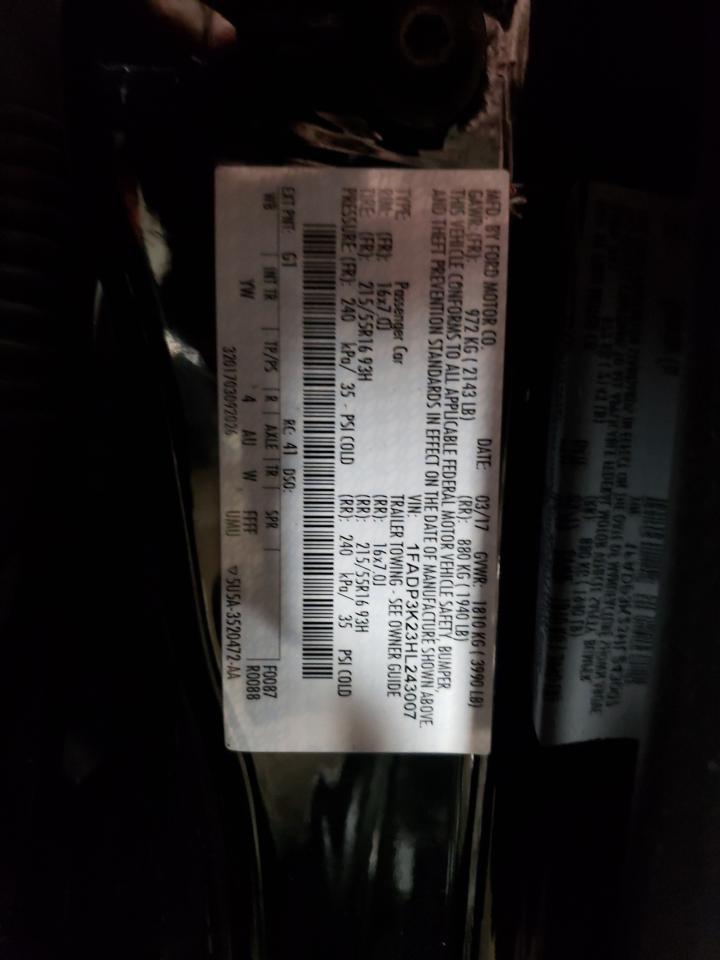 MFD. BY FORD MOTOR CO. DATE: 03/17 GVWR: 1810 KG ( 3990 LB)
GAWR: (FR): 972 KG ( 2143 LB) (RR): 880 KG ( 1940 LB)
THIS VEHICLE CONFORMS TO ALL APPLICABLE FEDERAL MOTOR VEHICLE SAFETY, BUMPER,
AND THEFT PREVENTION STANDARDS IN EFFECT ON THE DATE OF MANUFACTURE SHOWN ABOVE.
VIN: 1FADP3K23HL243007
TYPE: Passenger Car TRAILER TOWING - SEE OWNER GUIDE
RIM: (FR): 16x7.0J (RR): 16x7.0J
TIRE: (FR): 215/55R16 93H (RR): 215/55R16 93H
PRESSURE (FR): 240 kPa/ 35 - PSI COLD (RR): 240 kPa/ 35 PSI COLD
EXT PNT: G1 RC: 41 DSO: F0087
WB INT TR TP/PS R AXLE TR SPR R0088
YW 4 AU W FFFF
3201703092026 UMU ▽5U5A-3520472-AA